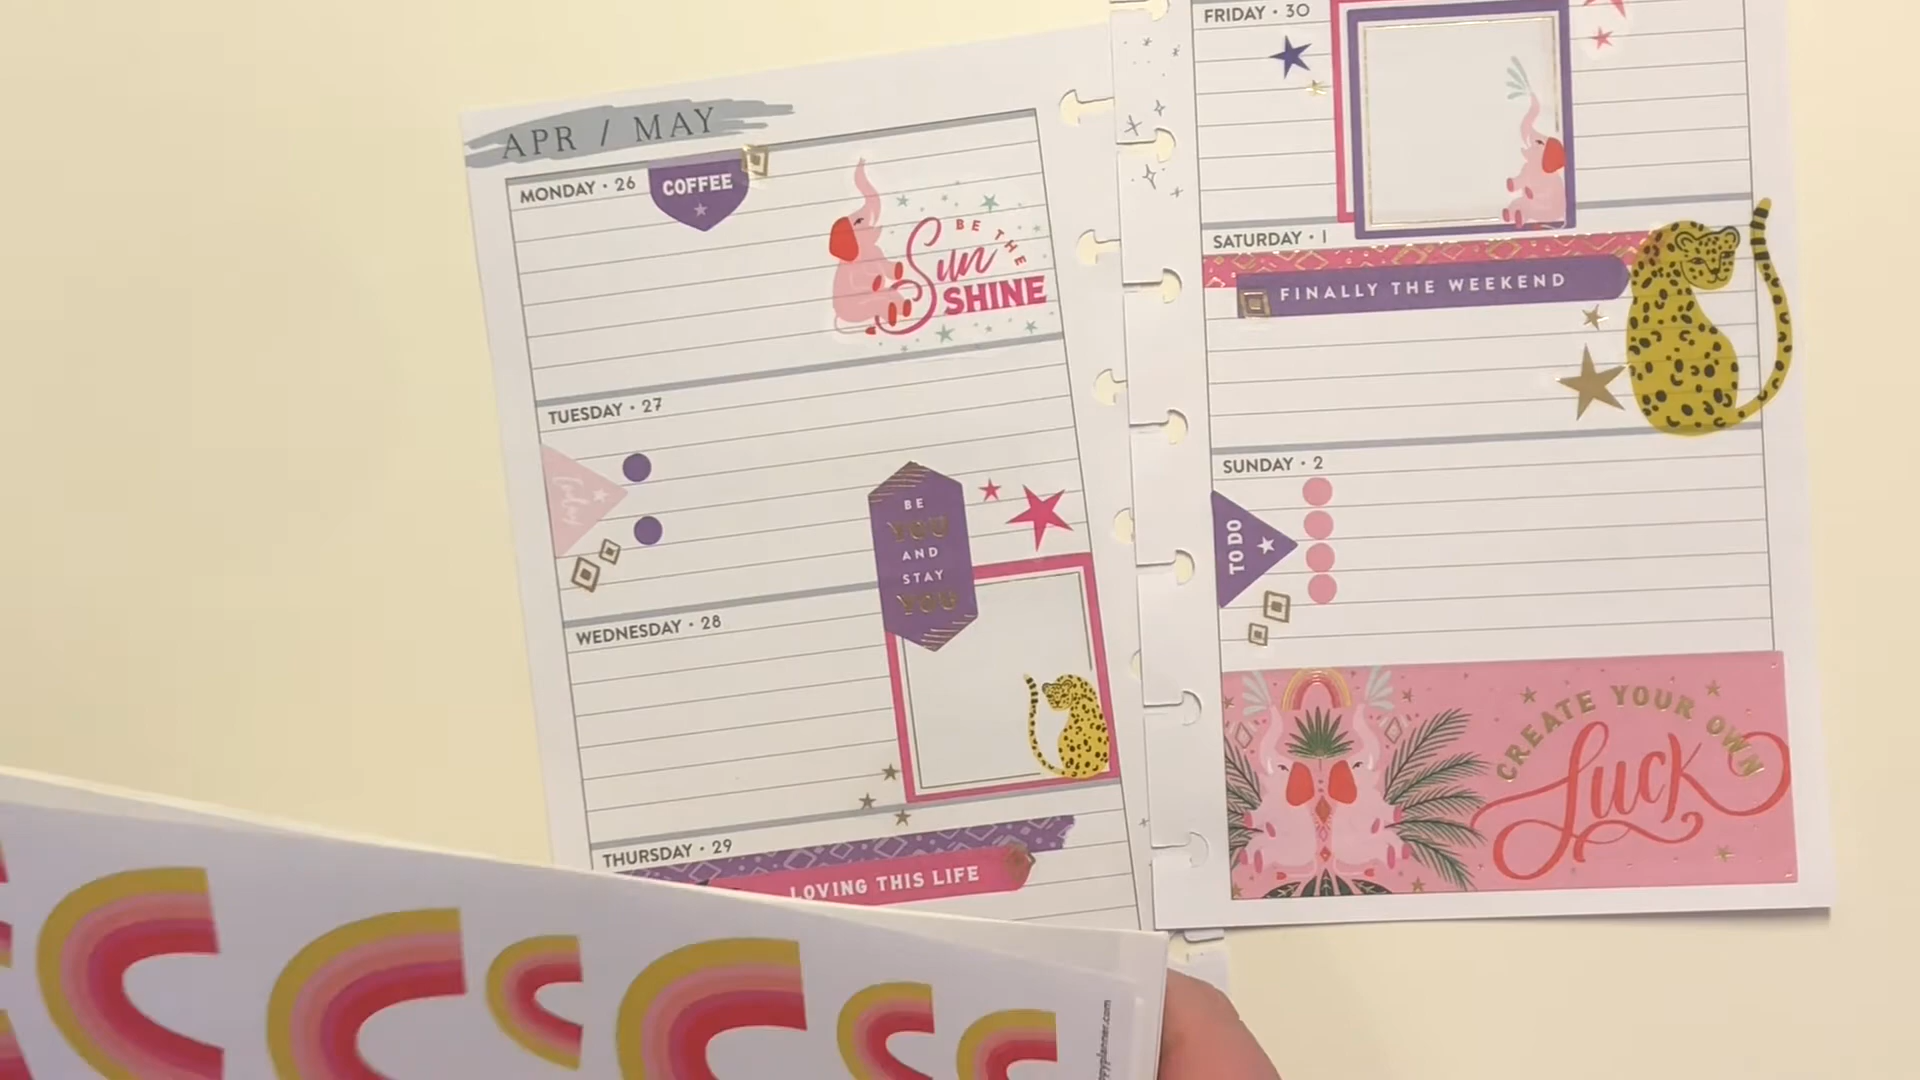 APR / MAY
MONDAY · 26
COFFEE
BE THE
Sun
SHINE
TUESDAY · 27
today
BE
YOU
AND
STAY
YOU
WEDNESDAY · 28
THURSDAY · 29
LOVING THIS LIFE
FRIDAY · 30
SATURDAY · 1
FINALLY THE WEEKEND
SUNDAY · 2
TO DO
CREATE YOUR OWN
luck